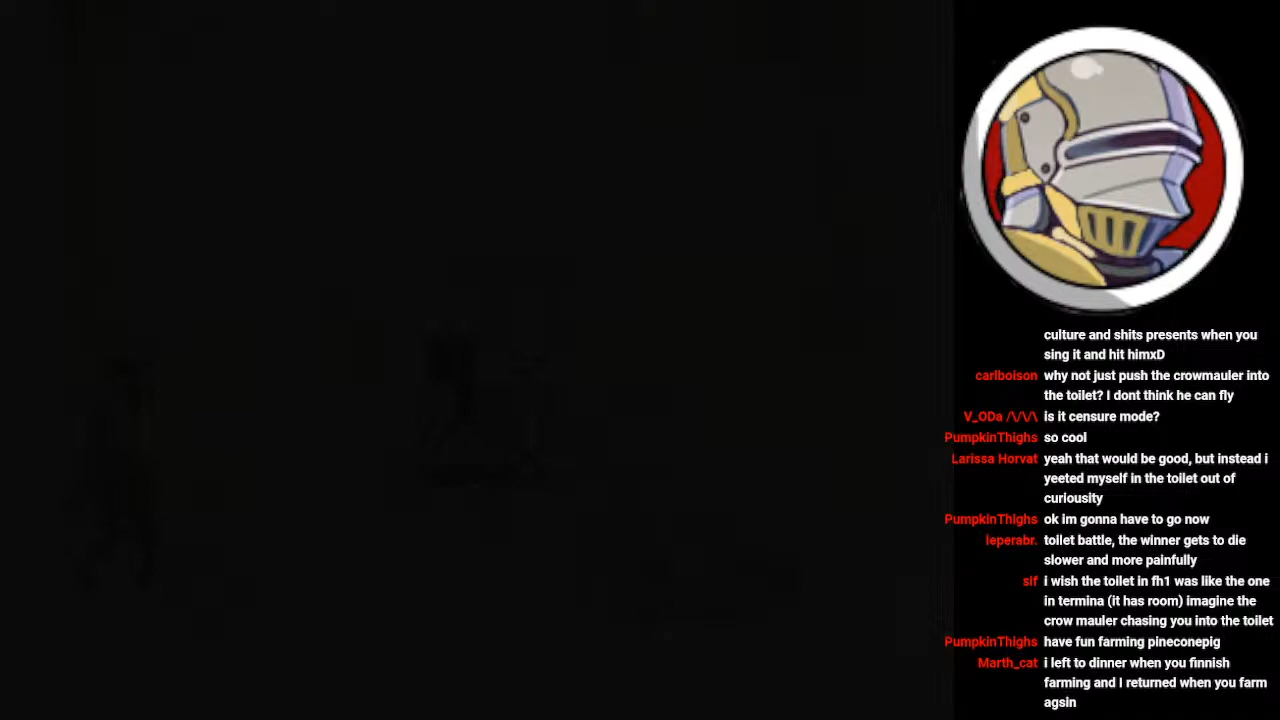 culture and shits presents when you
sing it and hit himxD
carlboison why not just push the crowmauler into
the toilet? I dont think he can fly
V_ODa /\/\/\ is it censure mode?
PumpkinThighs so cool
Larissa Horvat yeah that would be good, but instead i
yeeted myself in the toilet out of
curiousity
PumpkinThighs ok im gonna have to go now
leperabr. toilet battle, the winner gets to die
slower and more painfully
sif i wish the toilet in fh1 was like the one
in termina (it has room) imagine the
crow mauler chasing you into the toilet
PumpkinThighs have fun farming pineconepig
Marth_cat i left to dinner when you finnish
farming and I returned when you farm
agsin